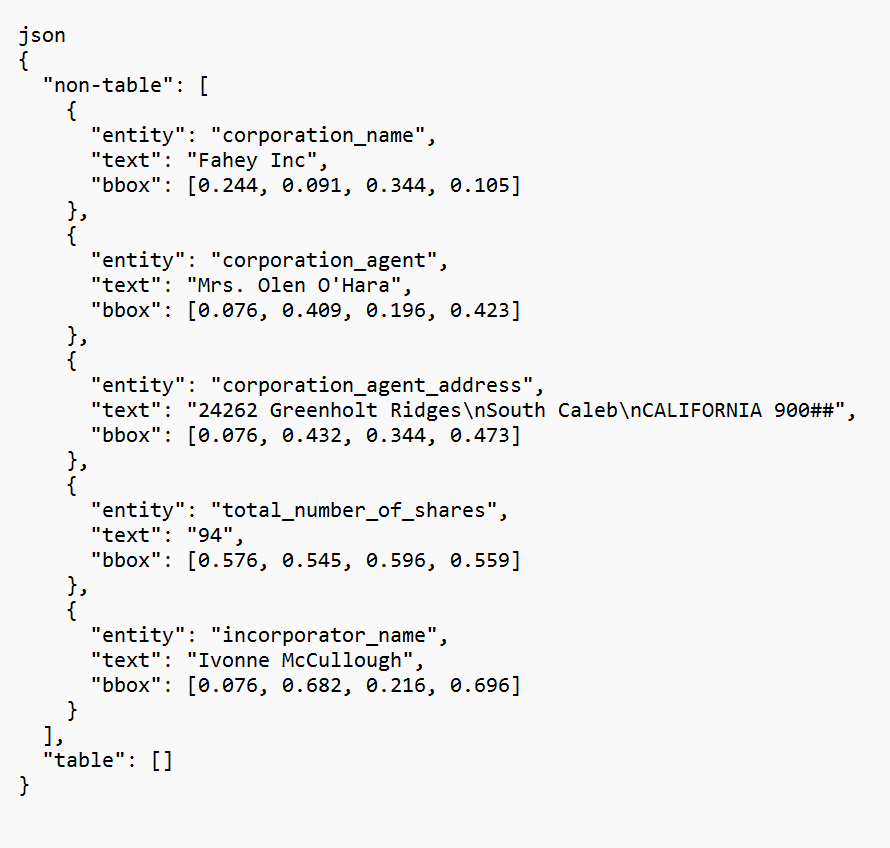 json
{
  "non-table": [
    {
      "entity": "corporation_name",
      "text": "Fahey Inc",
      "bbox": [0.244, 0.091, 0.344, 0.105]
    },
    {
      "entity": "corporation_agent",
      "text": "Mrs. Olen O'Hara",
      "bbox": [0.076, 0.409, 0.196, 0.423]
    },
    {
      "entity": "corporation_agent_address",
      "text": "24262 Greenholt Ridges\nSouth Caleb\nCALIFORNIA 900##",
      "bbox": [0.076, 0.432, 0.344, 0.473]
    },
    {
      "entity": "total_number_of_shares",
      "text": "94",
      "bbox": [0.576, 0.545, 0.596, 0.559]
    },
    {
      "entity": "incorporator_name",
      "text": "Ivonne McCullough",
      "bbox": [0.076, 0.682, 0.216, 0.696]
    }
  ],
  "table": []
}